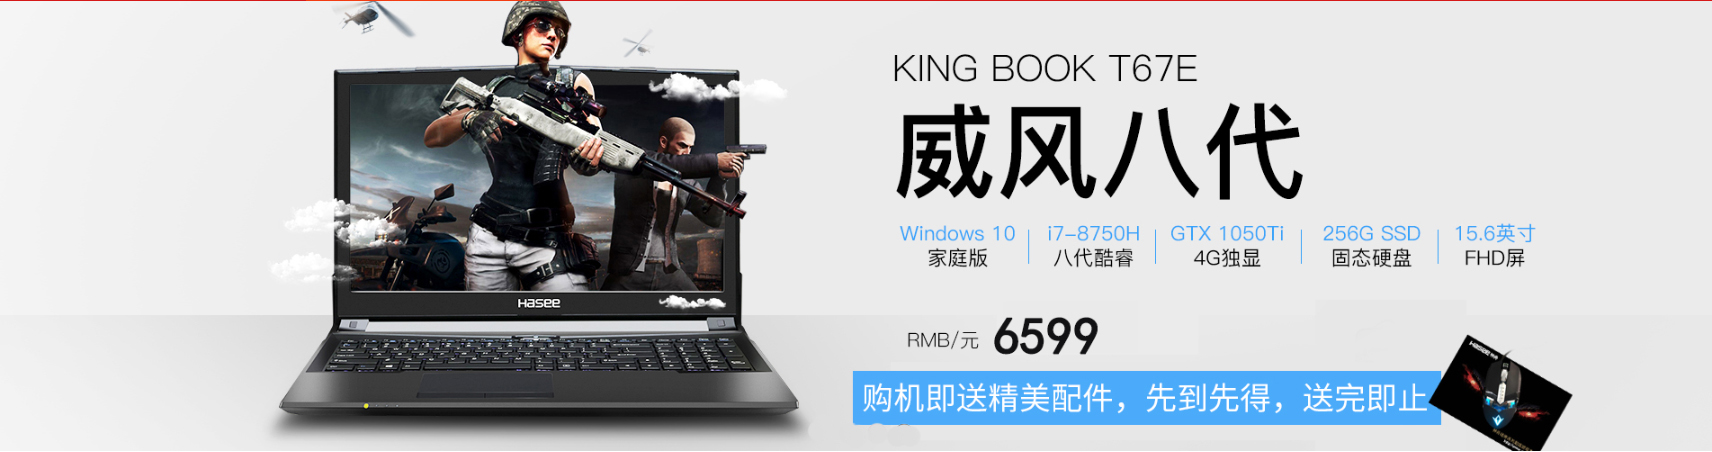 KING BOOK T67E
威风八代
Windows 10
家庭版
i7-8750H
八代酷睿
GTX 1050Ti
4G独显
256G SSD
固态硬盘
15.6英寸
FHD屏
RMB/元 6599
购机即送精美配件，先到先得，送完即止
Hasee
Hasee